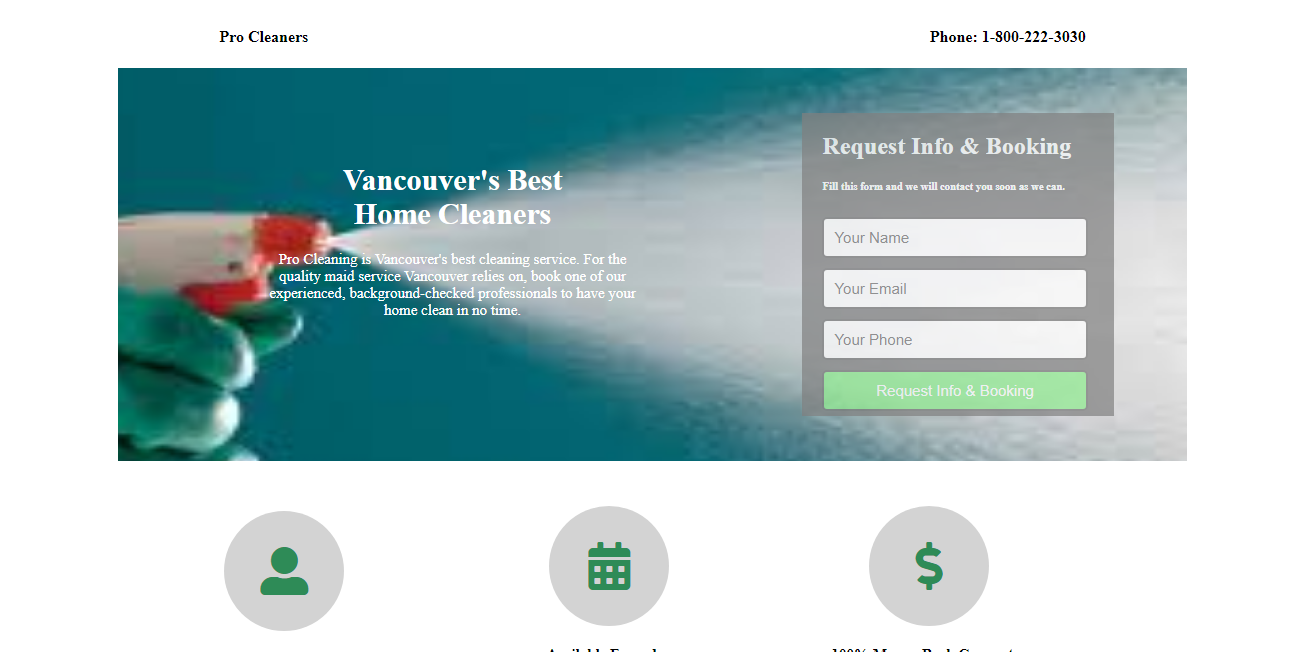 Pro Cleaners
Phone: 1-800-222-3030
Vancouver's Best
Home Cleaners
Pro Cleaning is Vancouver's best cleaning service. For the
quality maid service Vancouver relies on, book one of our
experienced, background-checked professionals to have your
home clean in no time.
Request Info & Booking
Fill this form and we will contact you soon as we can.
Your Name
Your Email
Your Phone
Request Info & Booking
$